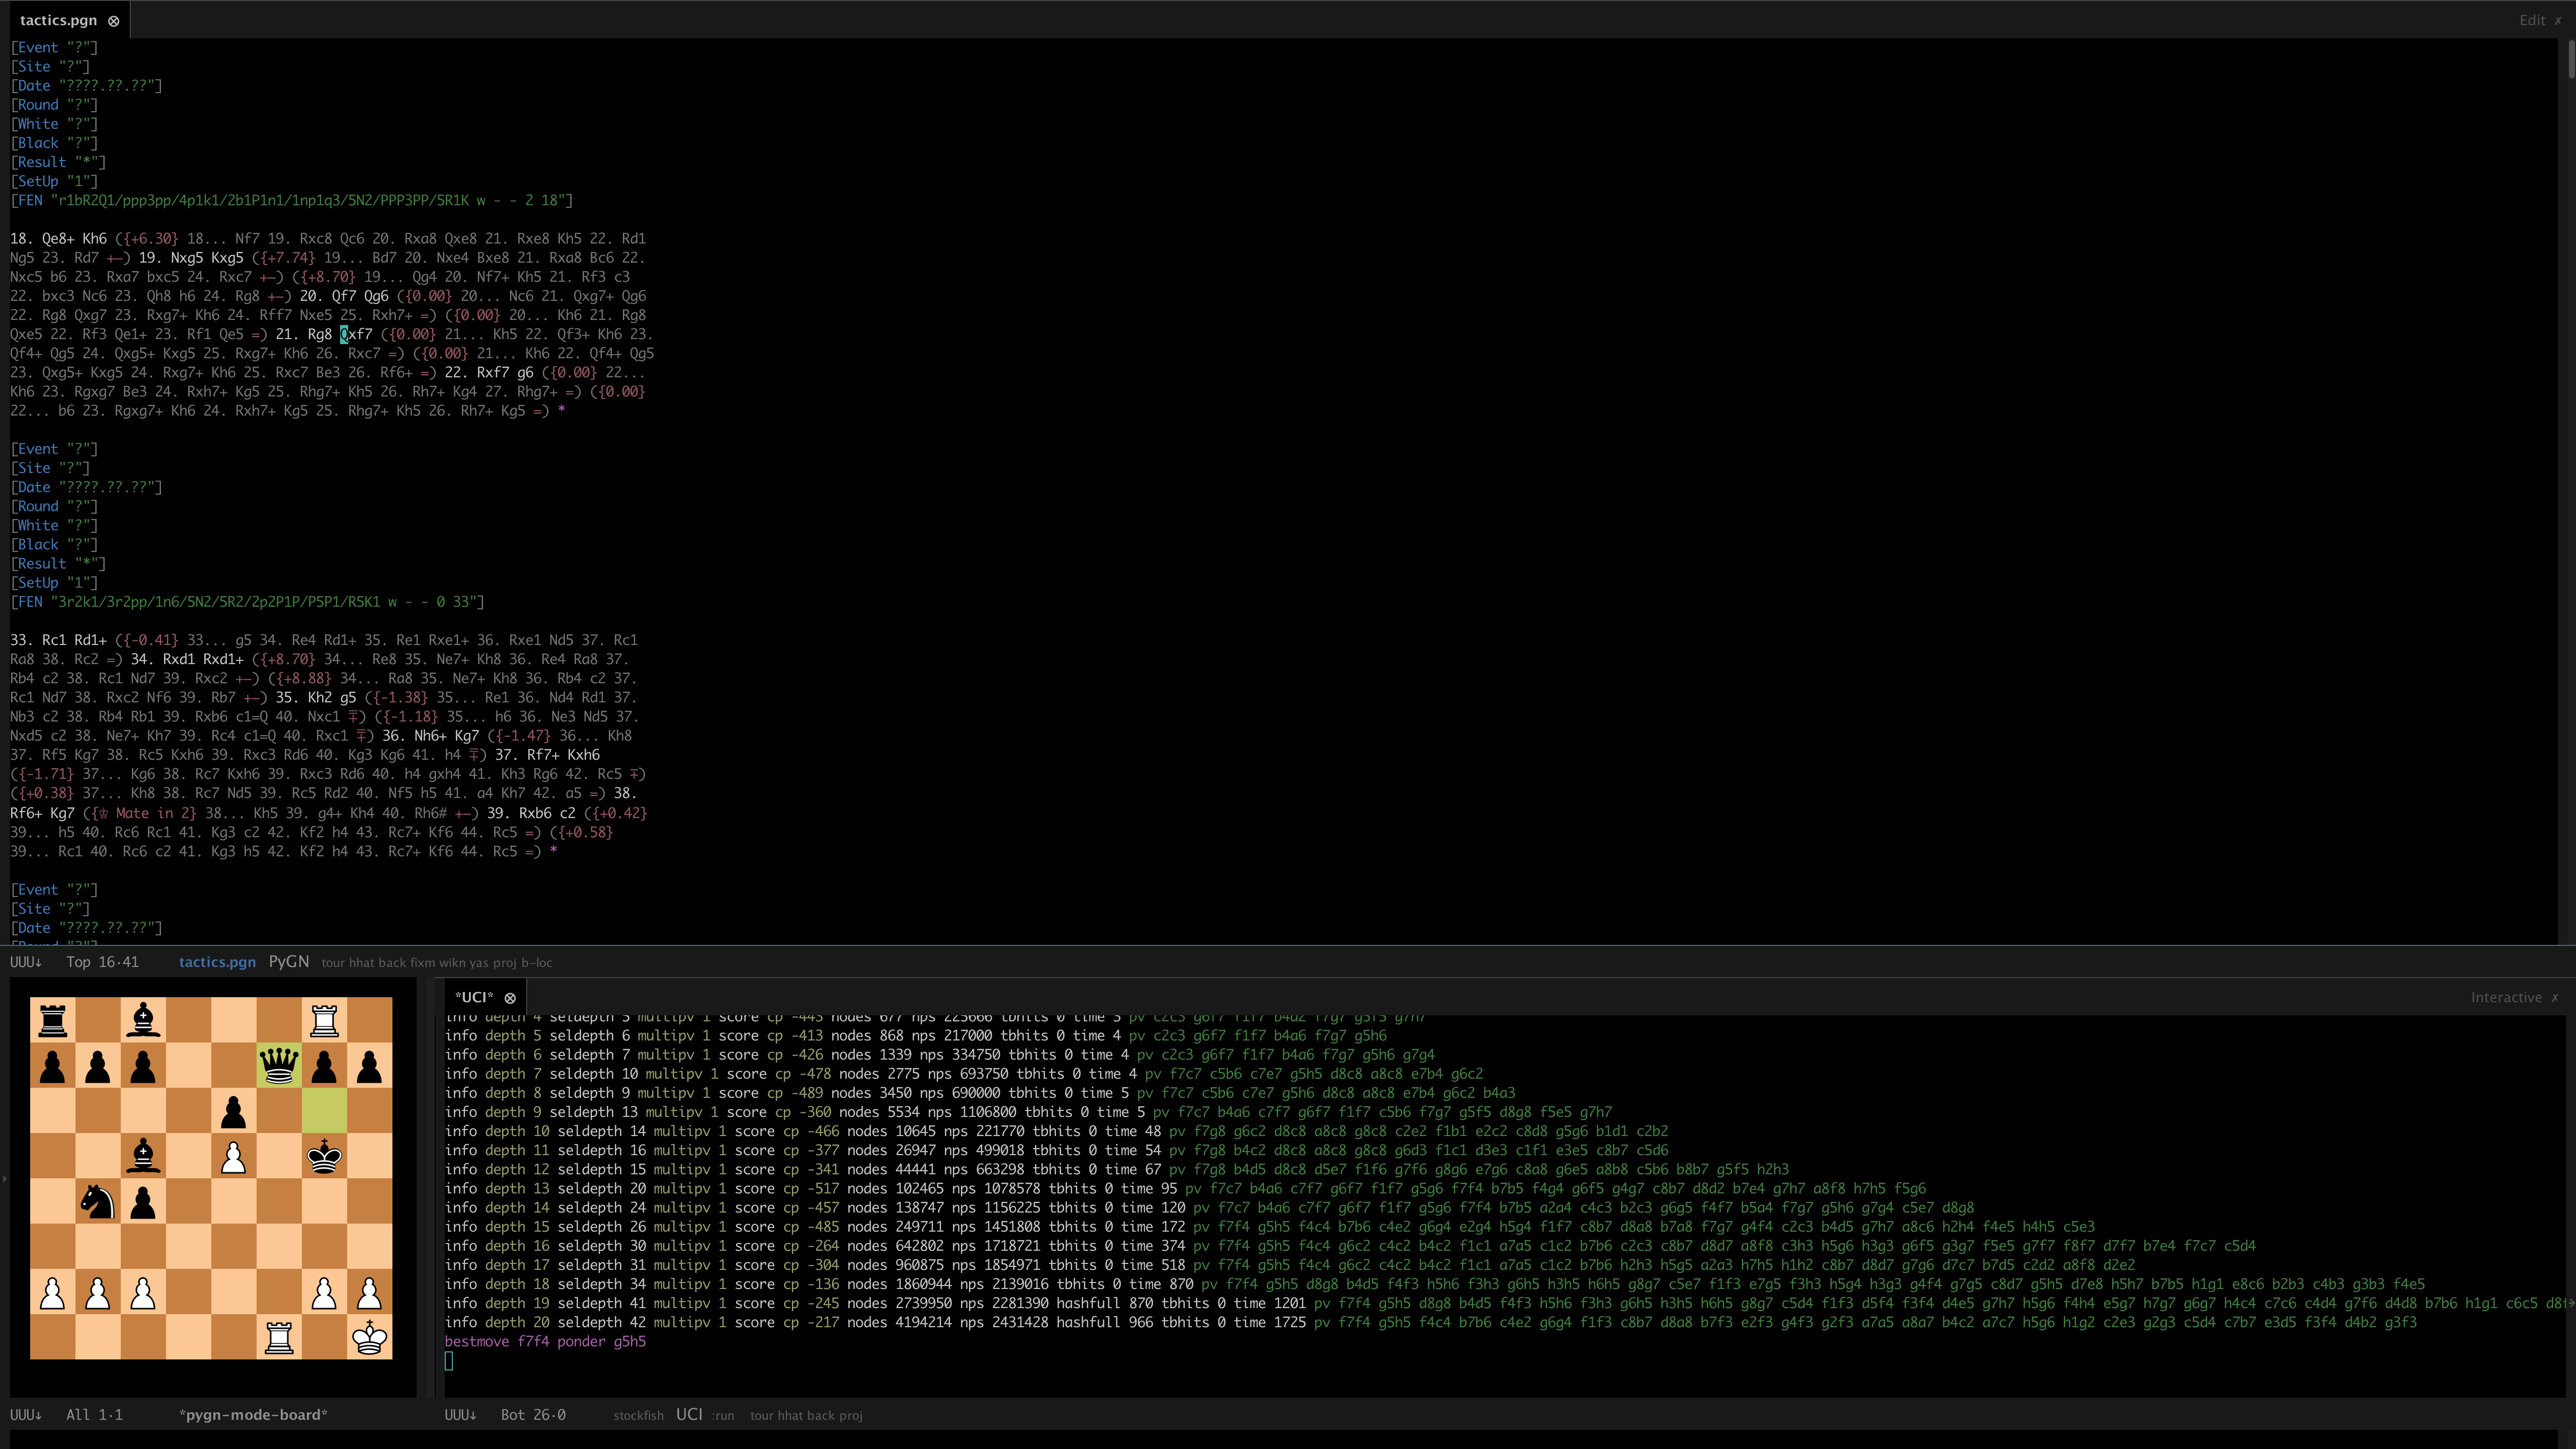 tactics.pgn ⊗
Edit ✗
[Event "?"]
[Site "?"]
[Date "????.??.??"]
[Round "?"]
[White "?"]
[Black "?"]
[Result "*"]
[SetUp "1"]
[FEN "r1bR2Q1/ppp3pp/4p1k1/2b1P1n1/1np1q3/5N2/PPP3PP/5R1K w - - 2 18"]
18. Qe8+ Kh6 ({+6.30} 18... Nf7 19. Rxc8 Qc6 20. Rxa8 Qxe8 21. Rxe8 Kh5 22. Rd1
Ng5 23. Rd7 +−) 19. Nxg5 Kxg5 ({+7.74} 19... Bd7 20. Nxe4 Bxe8 21. Rxa8 Bc6 22.
Nxc5 b6 23. Rxa7 bxc5 24. Rxc7 +−) ({+8.70} 19... Qg4 20. Nf7+ Kh5 21. Rf3 c3
22. bxc3 Nc6 23. Qh8 h6 24. Rg8 +−) 20. Qf7 Qg6 ({0.00} 20... Nc6 21. Qxg7+ Qg6
22. Rg8 Qxg7 23. Rxg7+ Kh6 24. Rff7 Nxe5 25. Rxh7+ =) ({0.00} 20... Kh6 21. Rg8
Qxe5 22. Rf3 Qe1+ 23. Rf1 Qe5 =) 21. Rg8 Qxf7 ({0.00} 21... Kh5 22. Qf3+ Kh6 23.
Qf4+ Qg5 24. Qxg5+ Kxg5 25. Rxg7+ Kh6 26. Rxc7 =) ({0.00} 21... Kh6 22. Qf4+ Qg5
23. Qxg5+ Kxg5 24. Rxg7+ Kh6 25. Rxc7 Be3 26. Rf6+ =) 22. Rxf7 g6 ({0.00} 22...
Kh6 23. Rgxg7 Be3 24. Rxh7+ Kg5 25. Rhg7+ Kh5 26. Rh7+ Kg4 27. Rhg7+ =) ({0.00}
22... b6 23. Rgxg7+ Kh6 24. Rxh7+ Kg5 25. Rhg7+ Kh5 26. Rh7+ Kg5 =) *
[Event "?"]
[Site "?"]
[Date "????.??.??"]
[Round "?"]
[White "?"]
[Black "?"]
[Result "*"]
[SetUp "1"]
[FEN "3r2k1/3r2pp/1n6/5N2/5R2/2p2P1P/P5P1/R5K1 w - - 0 33"]
33. Rc1 Rd1+ ({-0.41} 33... g5 34. Re4 Rd1+ 35. Re1 Rxe1+ 36. Rxe1 Nd5 37. Rc1
Ra8 38. Rc2 =) 34. Rxd1 Rxd1+ ({+8.70} 34... Re8 35. Ne7+ Kh8 36. Re4 Ra8 37.
Rb4 c2 38. Rc1 Nd7 39. Rxc2 +−) ({+8.88} 34... Ra8 35. Ne7+ Kh8 36. Rb4 c2 37.
Rc1 Nd7 38. Rxc2 Nf6 39. Rb7 +−) 35. Kh2 g5 ({-1.38} 35... Re1 36. Nd4 Rd1 37.
Nb3 c2 38. Rb4 Rb1 39. Rxb6 c1=Q 40. Nxc1 ∓) ({-1.18} 35... h6 36. Ne3 Nd5 37.
Nxd5 c2 38. Ne7+ Kh7 39. Rc4 c1=Q 40. Rxc1 ∓) 36. Nh6+ Kg7 ({-1.47} 36... Kh8
37. Rf5 Kg7 38. Rc5 Kxh6 39. Rxc3 Rd6 40. Kg3 Kg6 41. h4 ∓) 37. Rf7+ Kxh6
({-1.71} 37... Kg6 38. Rc7 Kxh6 39. Rxc3 Rd6 40. h4 gxh4 41. Kh3 Rg6 42. Rc5 ∓)
({+0.38} 37... Kh8 38. Rc7 Nd5 39. Rc5 Rd2 40. Nf5 h5 41. a4 Kh7 42. a5 =) 38.
Rf6+ Kg7 ({♔ Mate in 2} 38... Kh5 39. g4+ Kh4 40. Rh6# +−) 39. Rxb6 c2 ({+0.42}
39... h5 40. Rc6 Rc1 41. Kg3 c2 42. Kf2 h4 43. Rc7+ Kf6 44. Rc5 =) ({+0.58}
39... Rc1 40. Rc6 c2 41. Kg3 h5 42. Kf2 h4 43. Rc7+ Kf6 44. Rc5 =) *
[Event "?"]
[Site "?"]
[Date "????.??.??"]
UUU↓ Top 16·41 tactics.pgn PyGN tour hhat back fixm wikn yas proj b-loc
*UCI* ⊗
Interactive ✗
info depth 4 seldepth 5 multipv 1 score cp -443 nodes 677 nps 225666 tbhits 0 time 3 pv c2c3 g6f7 f1f7 b4a2 f7g7 g5f5 g7h7
info depth 5 seldepth 6 multipv 1 score cp -413 nodes 868 nps 217000 tbhits 0 time 4 pv c2c3 g6f7 f1f7 b4a6 f7g7 g5h6
info depth 6 seldepth 7 multipv 1 score cp -426 nodes 1339 nps 334750 tbhits 0 time 4 pv c2c3 g6f7 f1f7 b4a6 f7g7 g5h6 g7g4
info depth 7 seldepth 10 multipv 1 score cp -478 nodes 2775 nps 693750 tbhits 0 time 4 pv f7c7 c5b6 c7e7 g5h5 d8c8 a8c8 e7b4 g6c2
info depth 8 seldepth 9 multipv 1 score cp -489 nodes 3450 nps 690000 tbhits 0 time 5 pv f7c7 c5b6 c7e7 g5h6 d8c8 a8c8 e7b4 g6c2 b4a3
info depth 9 seldepth 13 multipv 1 score cp -360 nodes 5534 nps 1106800 tbhits 0 time 5 pv f7c7 b4a6 c7f7 g6f7 f1f7 c5b6 f7g7 g5f5 d8g8 f5e5 g7h7
info depth 10 seldepth 14 multipv 1 score cp -466 nodes 10645 nps 221770 tbhits 0 time 48 pv f7g8 g6c2 d8c8 a8c8 g8c8 c2e2 f1b1 e2c2 c8d8 g5g6 b1d1 c2b2
info depth 11 seldepth 16 multipv 1 score cp -377 nodes 26947 nps 499018 tbhits 0 time 54 pv f7g8 b4c2 d8c8 a8c8 g8c8 g6d3 f1c1 d3e3 c1f1 e3e5 c8b7 c5d6
info depth 12 seldepth 15 multipv 1 score cp -341 nodes 44441 nps 663298 tbhits 0 time 67 pv f7g8 b4d5 d8c8 d5e7 f1f6 g7f6 g8g6 e7g6 c8a8 g6e5 a8b8 c5b6 b8b7 g5f5 h2h3
info depth 13 seldepth 20 multipv 1 score cp -517 nodes 102465 nps 1078578 tbhits 0 time 95 pv f7c7 b4a6 c7f7 g6f7 f1f7 g5g6 f7f4 b7b5 f4g4 g6f5 g4g7 c8b7 d8d2 b7e4 g7h7 a8f8 h7h5 f5g6
info depth 14 seldepth 24 multipv 1 score cp -457 nodes 138747 nps 1156225 tbhits 0 time 120 pv f7c7 b4a6 c7f7 g6f7 f1f7 g5g6 f7f4 b7b5 a2a4 c4c3 b2c3 g6g5 f4f7 b5a4 f7g7 g5h6 g7g4 c5e7 d8g8
info depth 15 seldepth 26 multipv 1 score cp -485 nodes 249711 nps 1451808 tbhits 0 time 172 pv f7f4 g5h5 f4c4 b7b6 c4e2 g6g4 e2g4 h5g4 f1f7 c8b7 d8a8 b7a8 f7g7 g4f4 c2c3 b4d5 g7h7 a8c6 h2h4 f4e5 h4h5 c5e3
info depth 16 seldepth 30 multipv 1 score cp -264 nodes 642802 nps 1718721 tbhits 0 time 374 pv f7f4 g5h5 f4c4 g6c2 c4c2 b4c2 f1c1 a7a5 c1c2 b7b6 c2c3 c8b7 d8d7 a8f8 c3h3 h5g6 h3g3 g6f5 g3g7 f5e5 g7f7 f8f7 d7f7 b7e4 f7c7 c5d4
info depth 17 seldepth 31 multipv 1 score cp -304 nodes 960875 nps 1854971 tbhits 0 time 518 pv f7f4 g5h5 f4c4 g6c2 c4c2 b4c2 f1c1 a7a5 c1c2 b7b6 c2h3 h5g5 a2a3 h7h5 h1h2 c8b7 d8d7 g7g6 d7c7 b7d5 c2d2 a8f8 d2e2
info depth 18 seldepth 34 multipv 1 score cp -136 nodes 1860944 nps 2139016 tbhits 0 time 870 pv f7f4 g5h5 d8g8 b4d5 f4f3 h5h6 f3h3 g6h5 h3h5 h6h5 g8g7 c5e7 f1f3 e7g5 f3h3 h5g4 h3g3 g4f4 g7g5 c8d7 g5h5 d7e8 h5h7 b7b5 h1g1 e8c6 b2b3 c4b3 g3b3 f4e5
info depth 19 seldepth 41 multipv 1 score cp -245 nodes 2739950 nps 2281390 hashfull 870 tbhits 0 time 1201 pv f7f4 g5h5 d8g8 b4d5 f4f3 h5h6 f3h3 g6h5 h3h5 h6h5 g8g7 c5d4 f1f3 d5f4 f3f4 d4e5 g7h7 h5g6 f4h4 e5g7 h7g7 g6g7 h4c4 c7c6 c4d4 g7f6 d4d8 b7b6 h1g1 c6c5
info depth 20 seldepth 42 multipv 1 score cp -217 nodes 4194214 nps 2431428 hashfull 966 tbhits 0 time 1725 pv f7f4 g5h5 f4c4 b7b6 c4e2 g6g4 f1f3 c8b7 d8a8 b7f3 e2f3 g4f3 g2f3 a7a5 a8a7 b4c2 a7c7 h5g6 h1g2 c2e3 g2g3 c5d4 c7b7 e3d5 f3f4 d4b2 g3f3
bestmove f7f4 ponder g5h5
UUU↓ All 1·1 *pygn-mode-board*
UUU↓ Bot 26·0 stockfish UCI :run tour hhat back proj